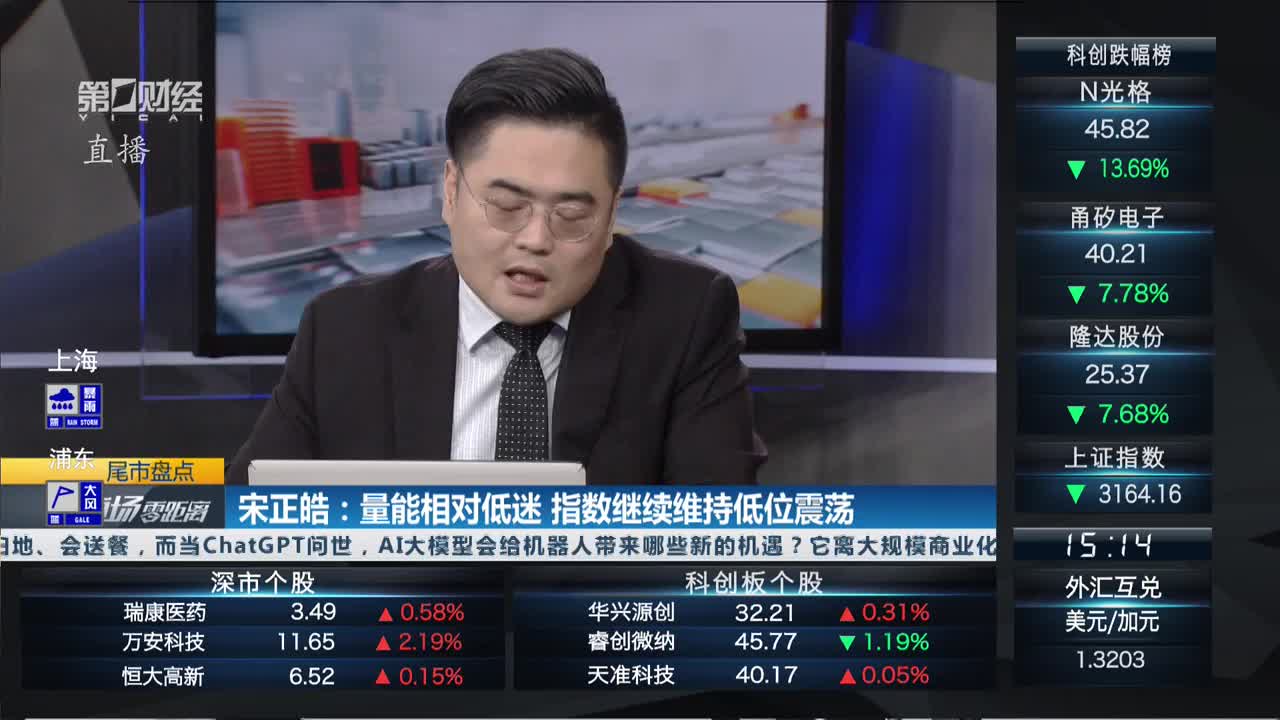 第一财经
YICAI
直播
上海
暴雨
RAIN STORM
浦东
大风
GALE
尾市盘点
市场零距离
宋正皓：量能相对低迷 指数继续维持低位震荡
日地、会送餐，而当ChatGPT问世，AI大模型会给机器人带来哪些新的机遇？它离大规模商业化
深市个股
瑞康医药 3.49 ▲ 0.58%
万安科技 11.65 ▲ 2.19%
恒大高新 6.52 ▲ 0.15%
科创板个股
华兴源创 32.21 ▲ 0.31%
睿创微纳 45.77 ▼ 1.19%
天准科技 40.17 ▲ 0.05%
科创跌幅榜
N光格
45.82
▼ 13.69%
甬矽电子
40.21
▼ 7.78%
隆达股份
25.37
▼ 7.68%
上证指数
▼ 3164.16
15:14
外汇互兑
美元/加元
1.3203